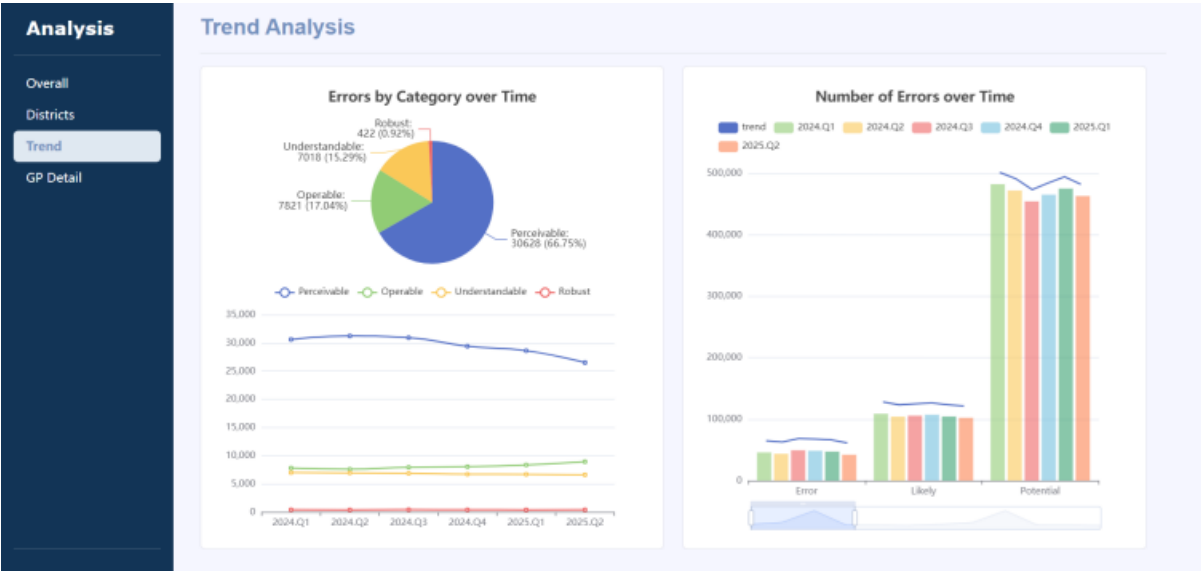 Analysis
Overall
Districts
Trend
GP Detail
Trend Analysis
Errors by Category over Time
Robust:
422 (0.92%)
Understandable:
7018 (15.29%)
Operable:
7821 (17.04%)
Perceivable:
30628 (66.75%)
Perceivable Operable Understandable Robust
35,000
30,000
25,000
20,000
15,000
10,000
5,000
0
2024.Q1 2024.Q2 2024.Q3 2024.Q4 2025.Q1 2025.Q2
Number of Errors over Time
trend 2024.Q1 2024.Q2 2024.Q3 2024.Q4 2025.Q1
2025.Q2
500,000
400,000
300,000
200,000
100,000
0
Error Likely Potential